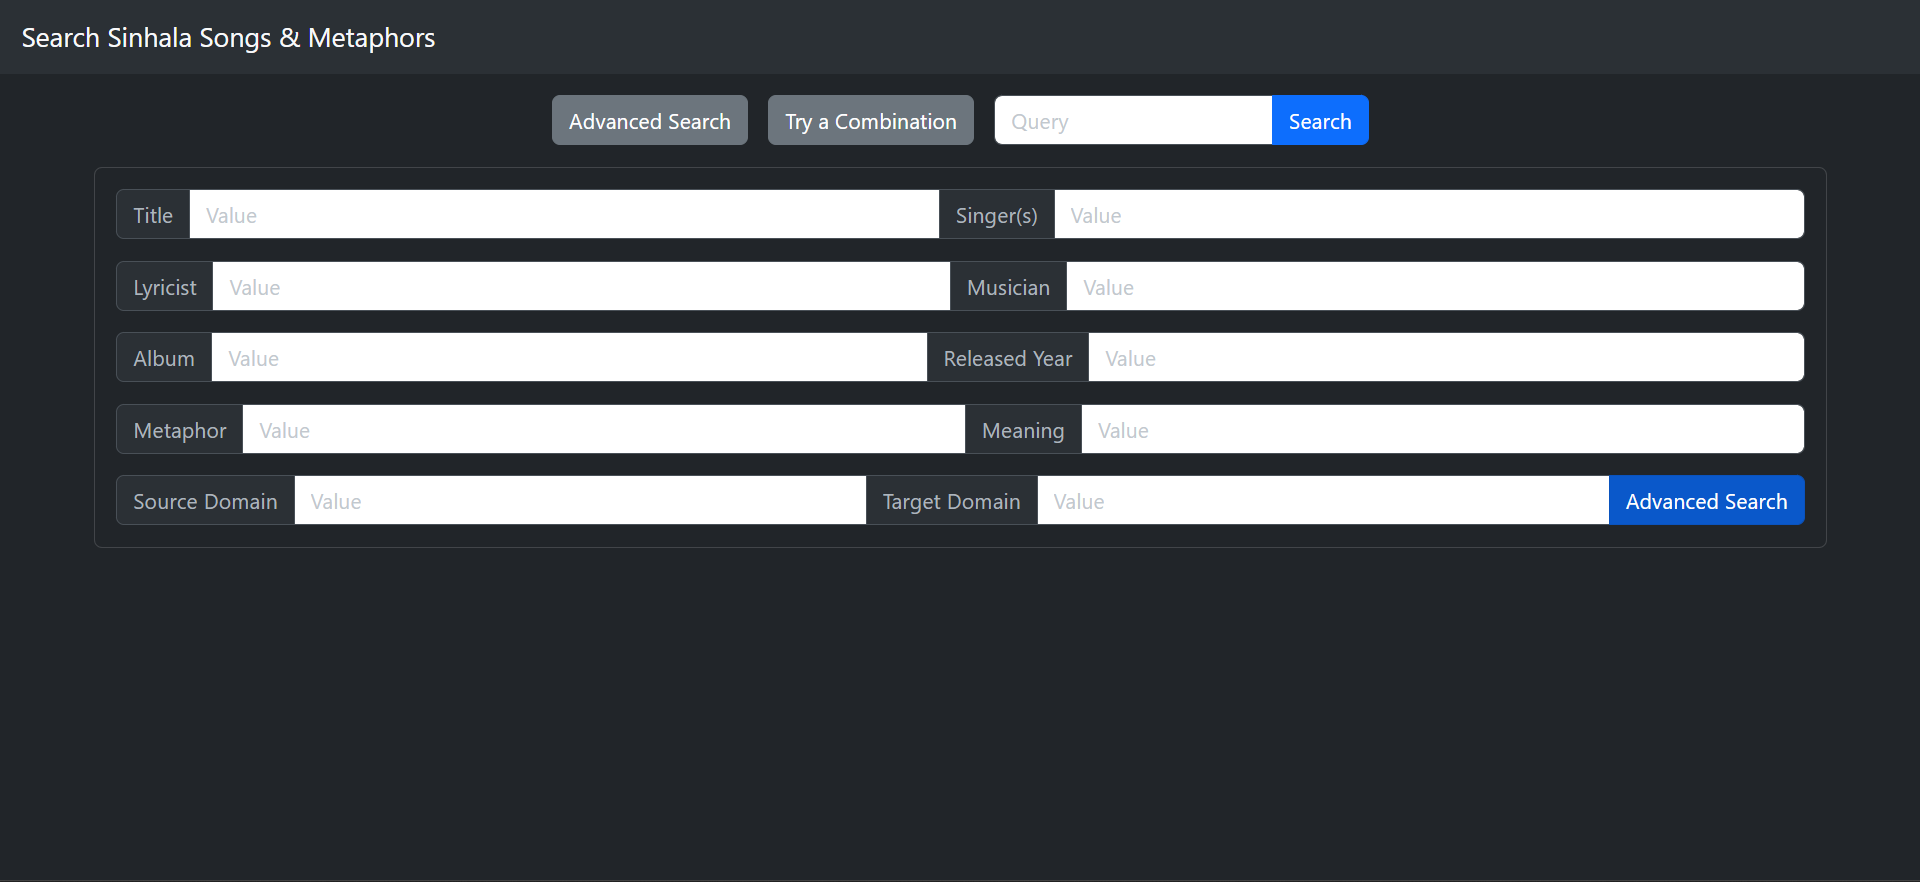 Search Sinhala Songs & Metaphors
Advanced Search Try a Combination Query Search
Title Value Singer(s) Value
Lyricist Value Musician Value
Album Value Released Year Value
Metaphor Value Meaning Value
Source Domain Value Target Domain Value Advanced Search